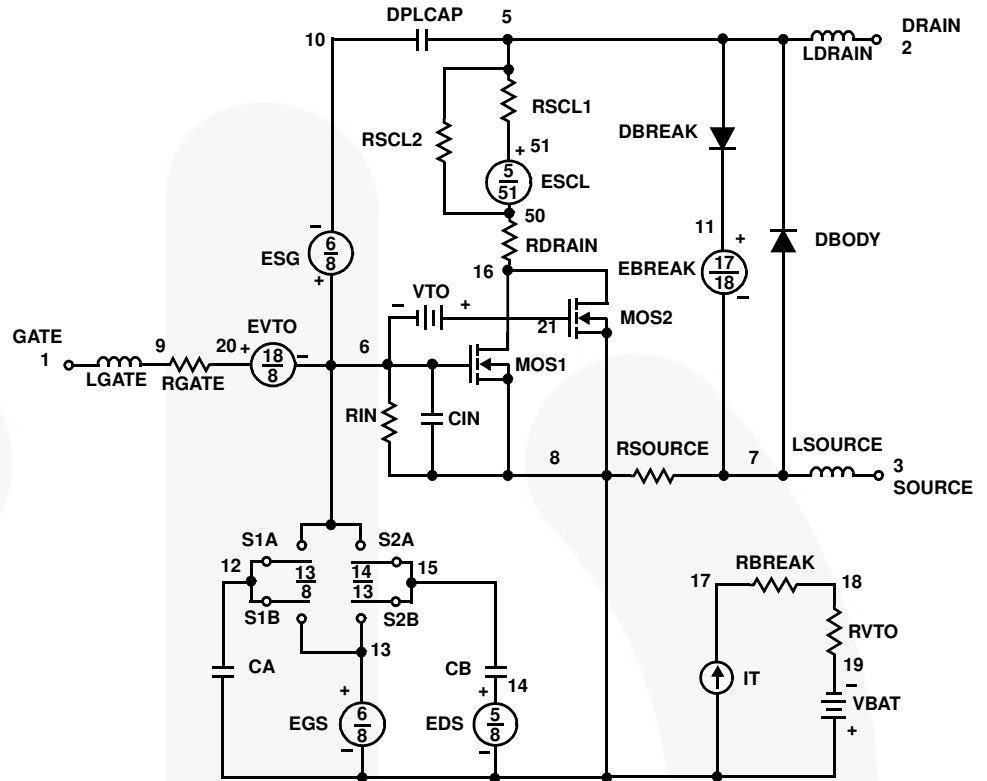 DPLCAP
5
10
DRAIN
2
LDRAIN
RSCL1
RSCL2
DBREAK
+ 51
5
51
ESCL
50
RDRAIN
11
+
DBODY
EBREAK
17
18
−
−
ESG
6
8
+
16
− VTO +
21
MOS2
GATE
1
9
20
+
EVTO
18
8
−
6
MOS1
LGATE
RGATE
RIN
CIN
8
RSOURCE
7
LSOURCE
3
SOURCE
S1A
S2A
12
13
8
14
13
15
S1B
S2B
13
RBREAK
17
18
RVTO
19
CA
CB
14
+
EGS
6
8
−
+
EDS
5
8
−
IT
−
VBAT
+